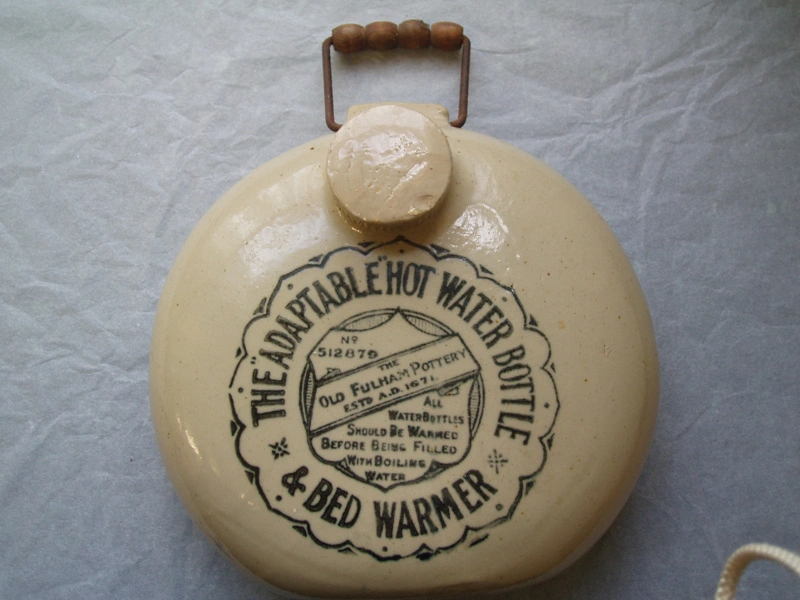 THE "ADAPTABLE" HOT WATER BOTTLE
& BED WARMER
Nº
512879
THE
OLD FULHAM POTTERY
ESTD A.D. 1671.
ALL
WATER BOTTLES
SHOULD BE WARMED
BEFORE BEING FILLED
WITH BOILING
WATER